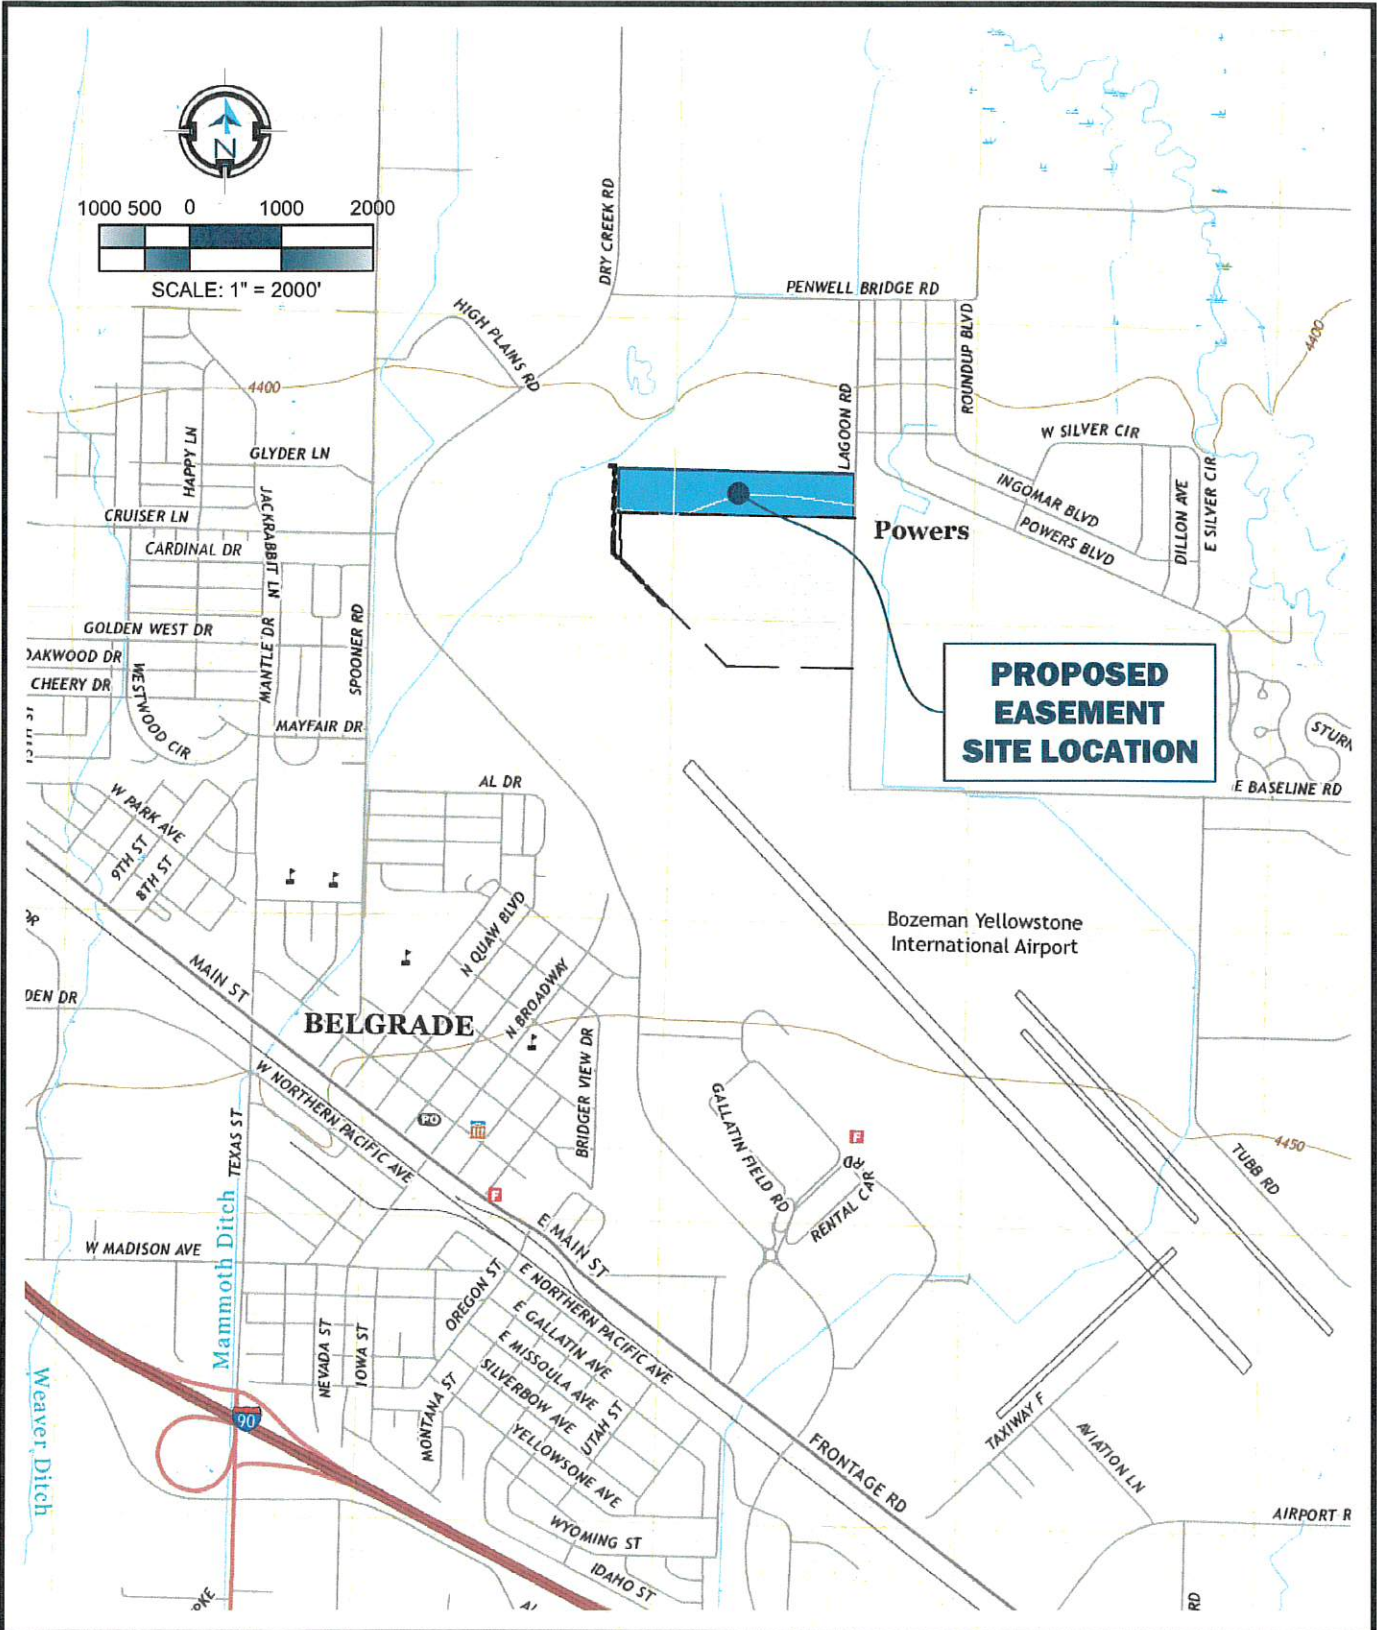 N
1000 500 0 1000 2000
SCALE: 1" = 2000'
DRY CREEK RD
PENWELL BRIDGE RD
HIGH PLAINS RD
ROUNDUP BLVD
4400
4400
LAGOON RD
W SILVER CIR
HAPPY LN
GLYDER LN
INGOMAR BLVD
DILLON AVE
E SILVER CIR
JACKRABBIT LN
CRUISER LN
Powers
POWERS BLVD
CARDINAL DR
SPOONER RD
GOLDEN WEST DR
MANTLE DR
OAKWOOD DR
CHEERY DR
WESTWOOD CIR
MAYFAIR DR
PROPOSED
EASEMENT
SITE LOCATION
STURN
AL DR
E BASELINE RD
W PARK AVE
9TH ST
8TH ST
N QUAW BLVD
Bozeman Yellowstone
International Airport
DR
MAIN ST
DEN DR
N BROADWAY
BELGRADE
BRIDGER VIEW DR
W NORTHERN PACIFIC AVE
PO
GALLATIN FIELD RD
F
4450
TEXAS ST
TUBB RD
RENTAL CAR RD
F
E MAIN ST
W MADISON AVE
Mammoth Ditch
OREGON ST
E NORTHERN PACIFIC AVE
E GALLATIN AVE
NEVADA ST
IOWA ST
E MISSOULA AVE
SILVERBOW AVE
UTAH ST
MONTANA ST
YELLOWSONE AVE
Weaver Ditch
90
TAXIWAY F
AVIATION LN
FRONTAGE RD
AIRPORT R
WYOMING ST
IDAHO ST
RD